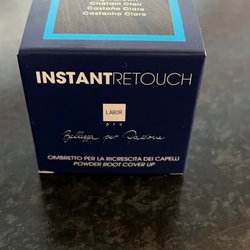 Châtain Clair
Castaño Claro
Castanho Claro
INSTANTRETOUCH
LABOR
pro
Bellezza per Passione
OMBRETTO PER LA RICRESCITA DEI CAPELLI
POWDER ROOT COVER UP